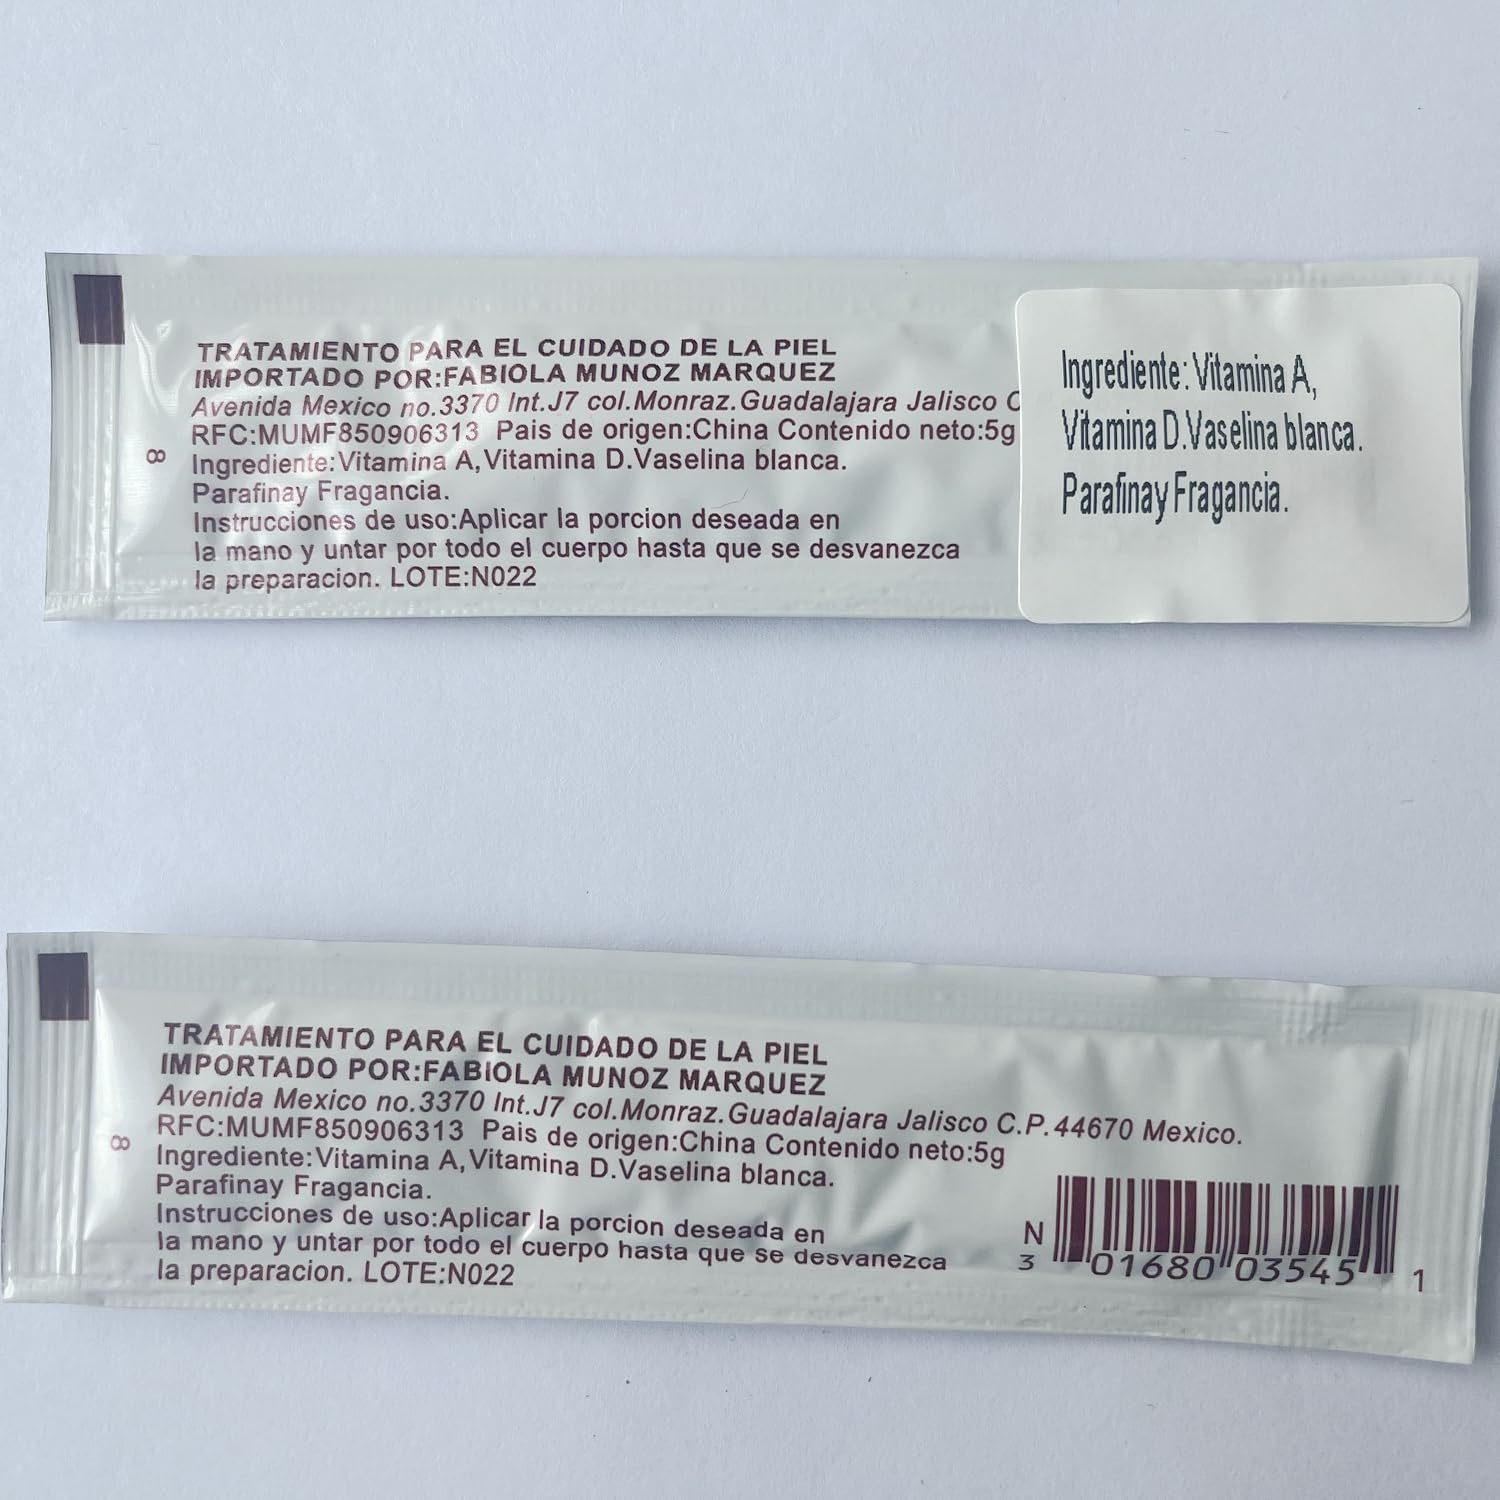 TRATAMIENTO PARA EL CUIDADO DE LA PIEL
IMPORTADO POR:FABIOLA MUNOZ MARQUEZ
Avenida Mexico no.3370 Int.J7 col.Monraz.Guadalajara Jalisco C
RFC:MUMF850906313 Pais de origen:China Contenido neto:5g
8
Ingrediente:Vitamina A,Vitamina D.Vaselina blanca.
Parafinay Fragancia.
Instrucciones de uso:Aplicar la porcion deseada en
la mano y untar por todo el cuerpo hasta que se desvanezca
la preparacion. LOTE:N022
Ingrediente:Vitamina A,
Vitamina D.Vaselina blanca.
Parafinay Fragancia.
TRATAMIENTO PARA EL CUIDADO DE LA PIEL
IMPORTADO POR:FABIOLA MUNOZ MARQUEZ
Avenida Mexico no.3370 Int.J7 col.Monraz.Guadalajara Jalisco C.P.44670 Mexico.
RFC:MUMF850906313 Pais de origen:China Contenido neto:5g
8
Ingrediente:Vitamina A,Vitamina D.Vaselina blanca.
Parafinay Fragancia.
Instrucciones de uso:Aplicar la porcion deseada en
la mano y untar por todo el cuerpo hasta que se desvanezca
la preparacion. LOTE:N022
N
3 01680 03545 1